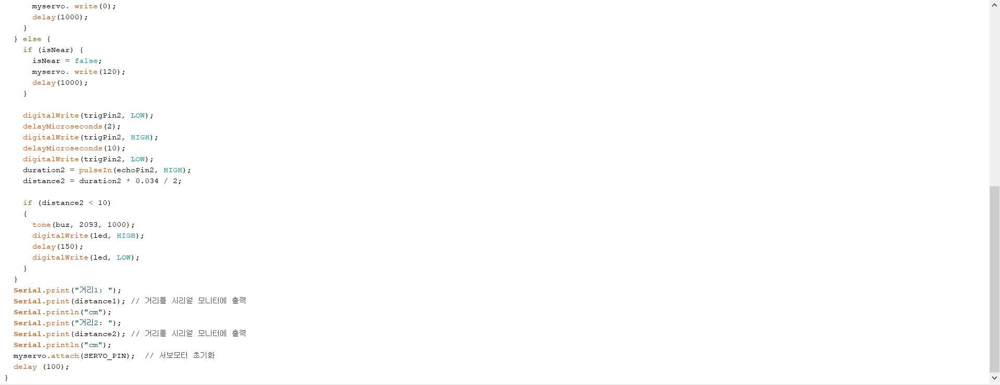 myservo. write(0);
delay(1000);
}
} else {
if (isNear) {
isNear = false;
myservo. write(120);
delay(1000);
}
digitalWrite(trigPin2, LOW);
delayMicroseconds(2);
digitalWrite(trigPin2, HIGH);
delayMicroseconds(10);
digitalWrite(trigPin2, LOW);
duration2 = pulseIn(echoPin2, HIGH);
distance2 = duration2 * 0.034 / 2;
if (distance2 < 10)
{
tone(buz, 2093, 1000);
digitalWrite(led, HIGH);
delay(150);
digitalWrite(led, LOW);
}
}
Serial.print("거리1: ");
Serial.print(distance1); // 거리를 시리얼 모니터에 출력
Serial.println("cm");
Serial.print("거리2: ");
Serial.print(distance2); // 거리를 시리얼 모니터에 출력
Serial.println("cm");
myservo.attach(SERVO_PIN);  // 서보모터 초기화
delay (100);
}